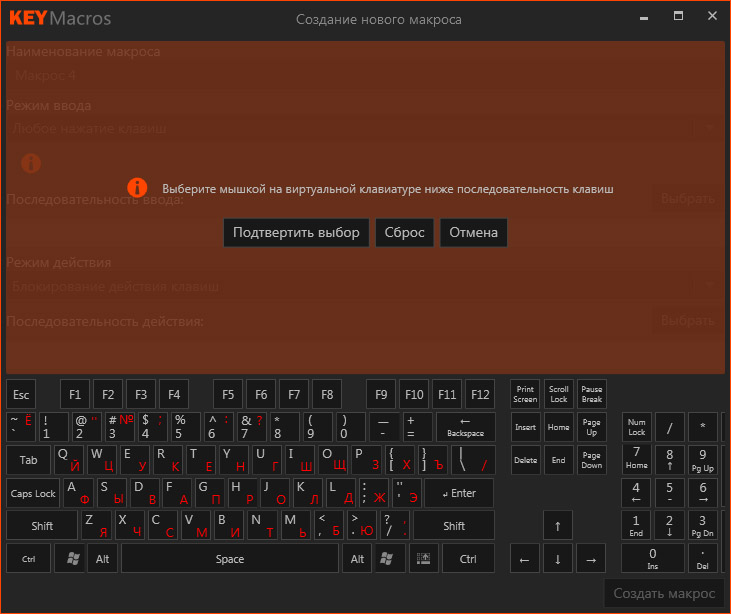 KEYMacros
Создание нового макроса
Наименование макроса
Макрос 4
Режим ввода
Любое нажатие клавиш
Выберите мышкой на виртуальной клавиатуре ниже последовательность клавиш
Последовательность ввода: Выбрать
Подтвертить выбор Сброс Отмена
Режим действия
Блокирование действия клавиш
Последовательность действия: Выбрать
Esc F1 F2 F3 F4 F5 F6 F7 F8 F9 F10 F11 F12 Print Screen Scroll Lock Pause Break
~ Ё ` ! 1 @ " 2 # № 3 $ ; 4 % 5 ^ : 6 & ? 7 * 8 ( 9 ) 0 — - + = ← Backspace Insert Home Page Up Num Lock / *
Tab Q Й W Ц E У R К T Е Y Н U Г I Ш O Щ P З { [ Х } ] Ъ | \ / Delete End Page Down 7 Home 8 ↑ 9 Pg Up
Caps Lock A Ф S Ы D В F А G П H Р J О K Л L Д : ; Ж " ' Э ↵ Enter 4 ← 5 - 6 →
Shift Z Я X Ч C С V М B И N Т M Ь < , Б > . Ю ? / , . Shift ↑ 1 End 2 ↓ 3 Pg Dn
Ctrl Alt Space Alt Ctrl ← ↓ → 0 Ins . Del
Создать макрос